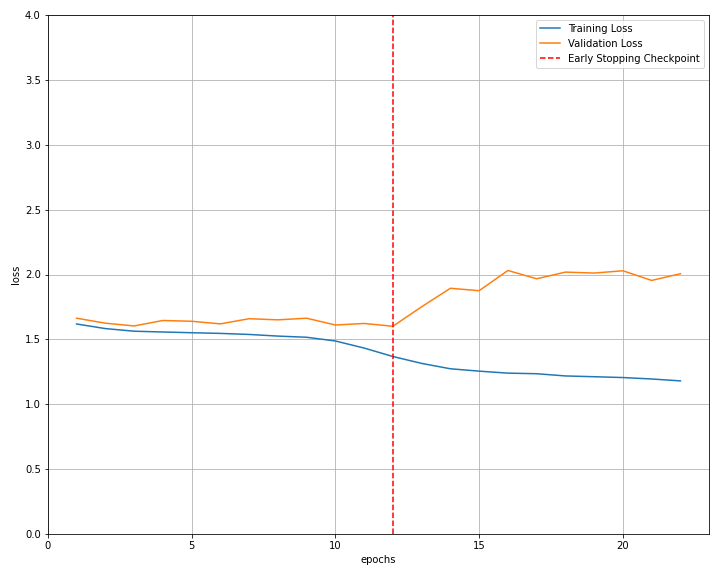 4.0
3.5
3.0
2.5
2.0
1.5
1.0
0.5
0.0
loss
0 5 10 15 20
epochs
Training Loss
Validation Loss
Early Stopping Checkpoint